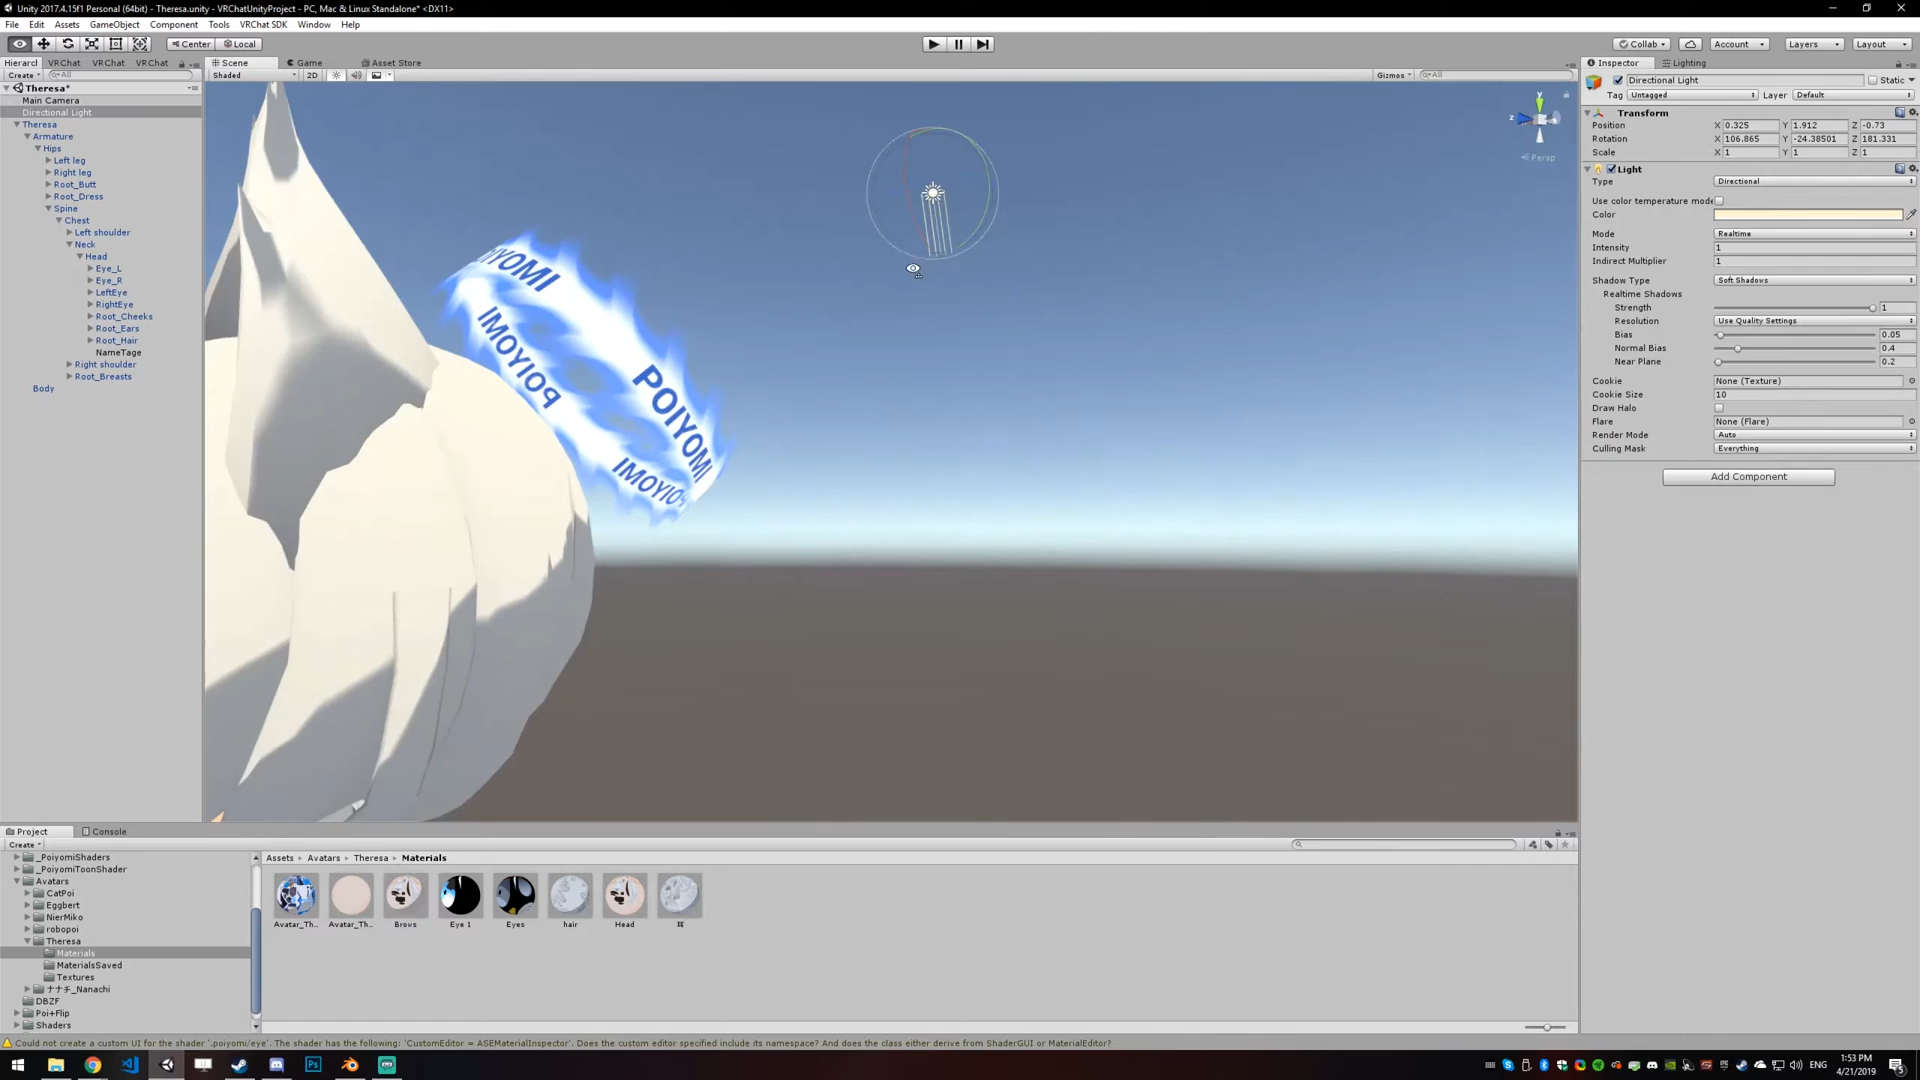 Unity 2017.4.15f1 Personal (64bit) - Theresa.unity - VRChatUnityProject - PC, Mac & Linux Standalone* <DX11>
File Edit Assets GameObject Component Tools VRChat SDK Window Help
Center Local Collab Account Layers Layout
Hierarc VRChat VRChat VRChat
Create All
Theresa*
Main Camera
Directional Light
Theresa
Armature
Hips
Left leg
Right leg
Root_Butt
Root_Dress
Spine
Chest
Left shoulder
Neck
Head
Eye_L
Eye_R
LeftEye
RightEye
Root_Cheeks
Root_Ears
Root_Hair
NameTage
Right shoulder
Root_Breasts
Body
Scene Game Asset Store
Shaded 2D Gizmos All
y
z
Persp
POIYOMI
POIYOMI
POIYOMI
POIYOMI
Inspector Lighting
Directional Light Static
Tag Untagged Layer Default
Transform
Position X 0.325 Y 1.912 Z -0.73
Rotation X 106.865 Y -24.38501 Z 181.331
Scale X 1 Y 1 Z 1
Light
Type Directional
Use color temperature mode
Color
Mode Realtime
Intensity 1
Indirect Multiplier 1
Shadow Type Soft Shadows
Realtime Shadows
Strength 1
Resolution Use Quality Settings
Bias 0.05
Normal Bias 0.4
Near Plane 0.2
Cookie None (Texture)
Cookie Size 10
Draw Halo
Flare None (Flare)
Render Mode Auto
Culling Mask Everything
Add Component
Project Console
Create
_PoiyomiShaders
_PoiyomiToonShader
Avatars
CatPoi
Eggbert
NierMiko
robopoi
Theresa
Materials
MaterialsSaved
Textures
ナナチ_Nanachi
DBZF
Poi+Flip
Shaders
Assets Avatars Theresa Materials
Avatar_Th... Avatar_Th... Brovs Eye 1 Eyes hair Head 耳
Could not create a custom UI for the shader '.poiyomi/eye'. The shader has the following: 'CustomEditor = ASEMaterialInspector'. Does the custom editor specified include its namespace? And does the class either derive from ShaderGUI or MaterialEditor?
Ps
ENG
1:53 PM
4/21/2019